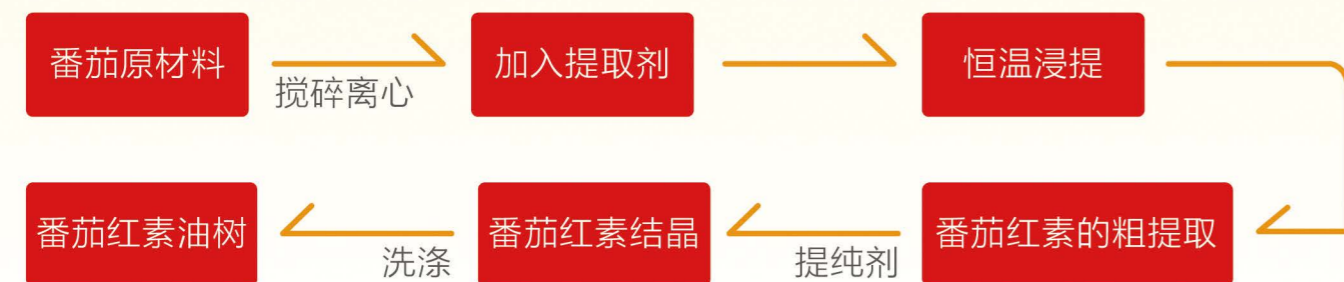 番茄原材料
搅碎离心
加入提取剂
恒温浸提
番茄红素的粗提取
提纯剂
番茄红素结晶
洗涤
番茄红素油树